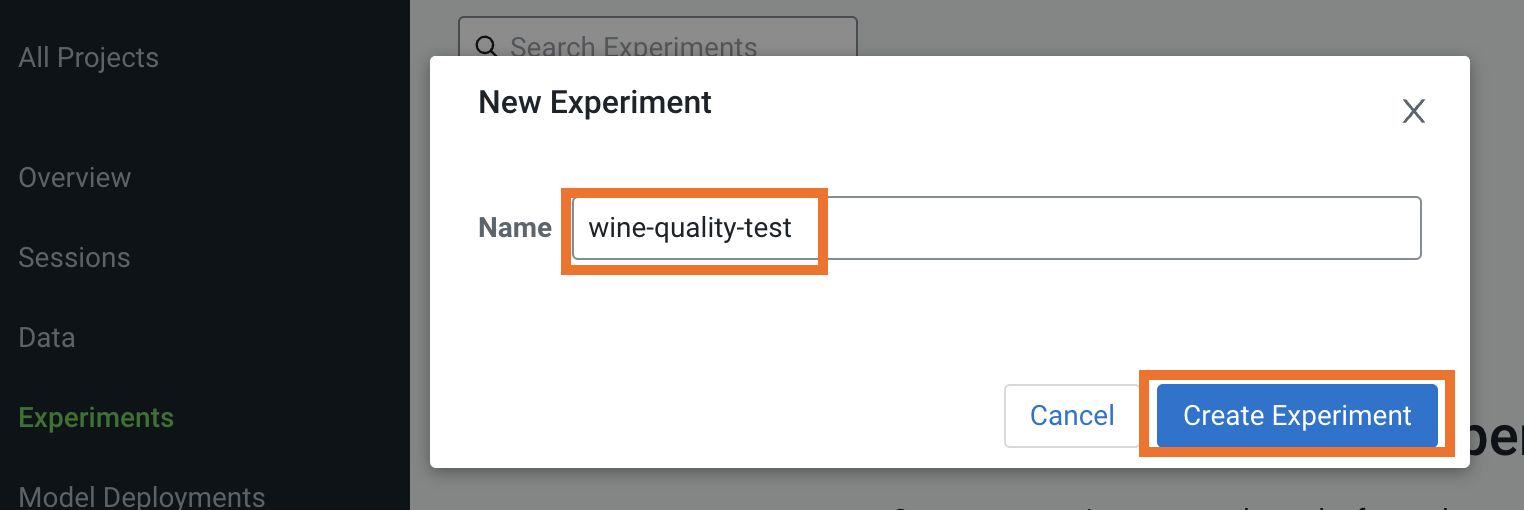 All Projects
Overview
Sessions
Data
Experiments
Model Deployments
Search Experiments
New Experiment
X
Name
wine-quality-test
Cancel
Create Experiment